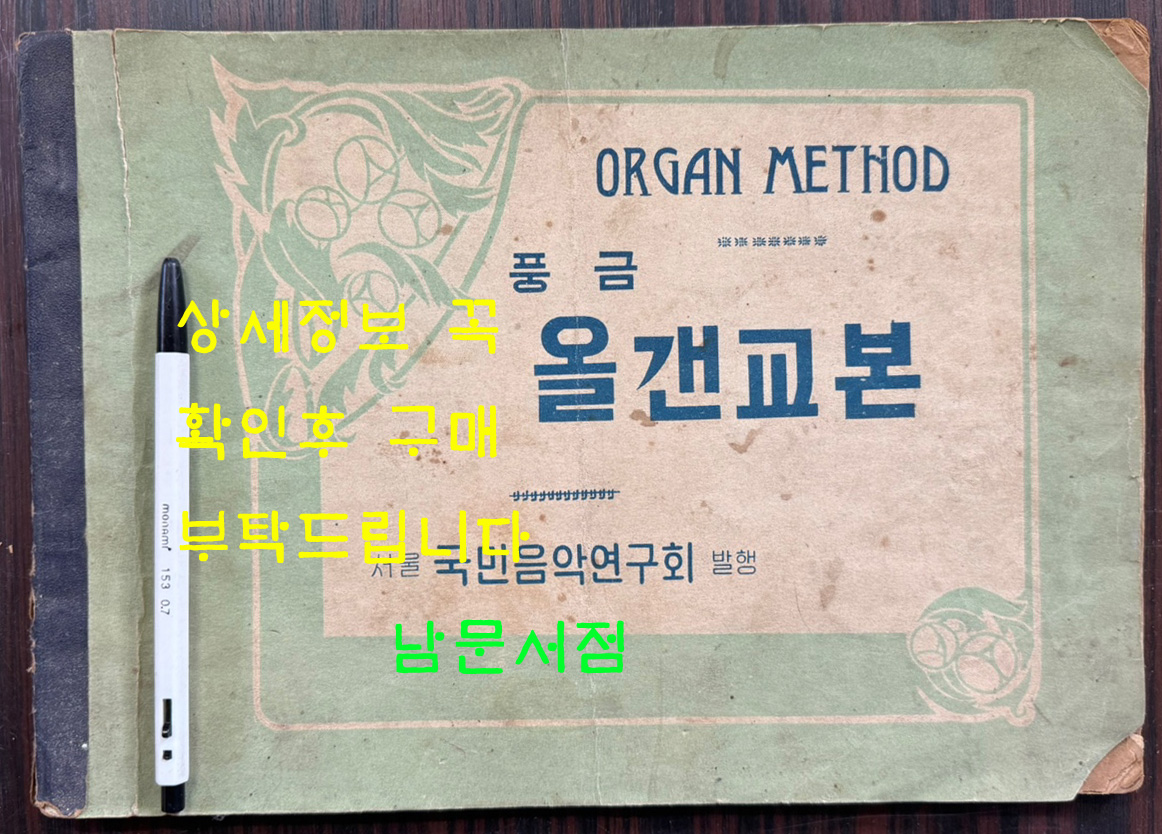 ORGAN METHOD
풍금
올갠교본
상세정보 꼭
확인후 구매
부탁드립니다
서울 국민음악연구회 발행
남문서점
monami 153 0.7